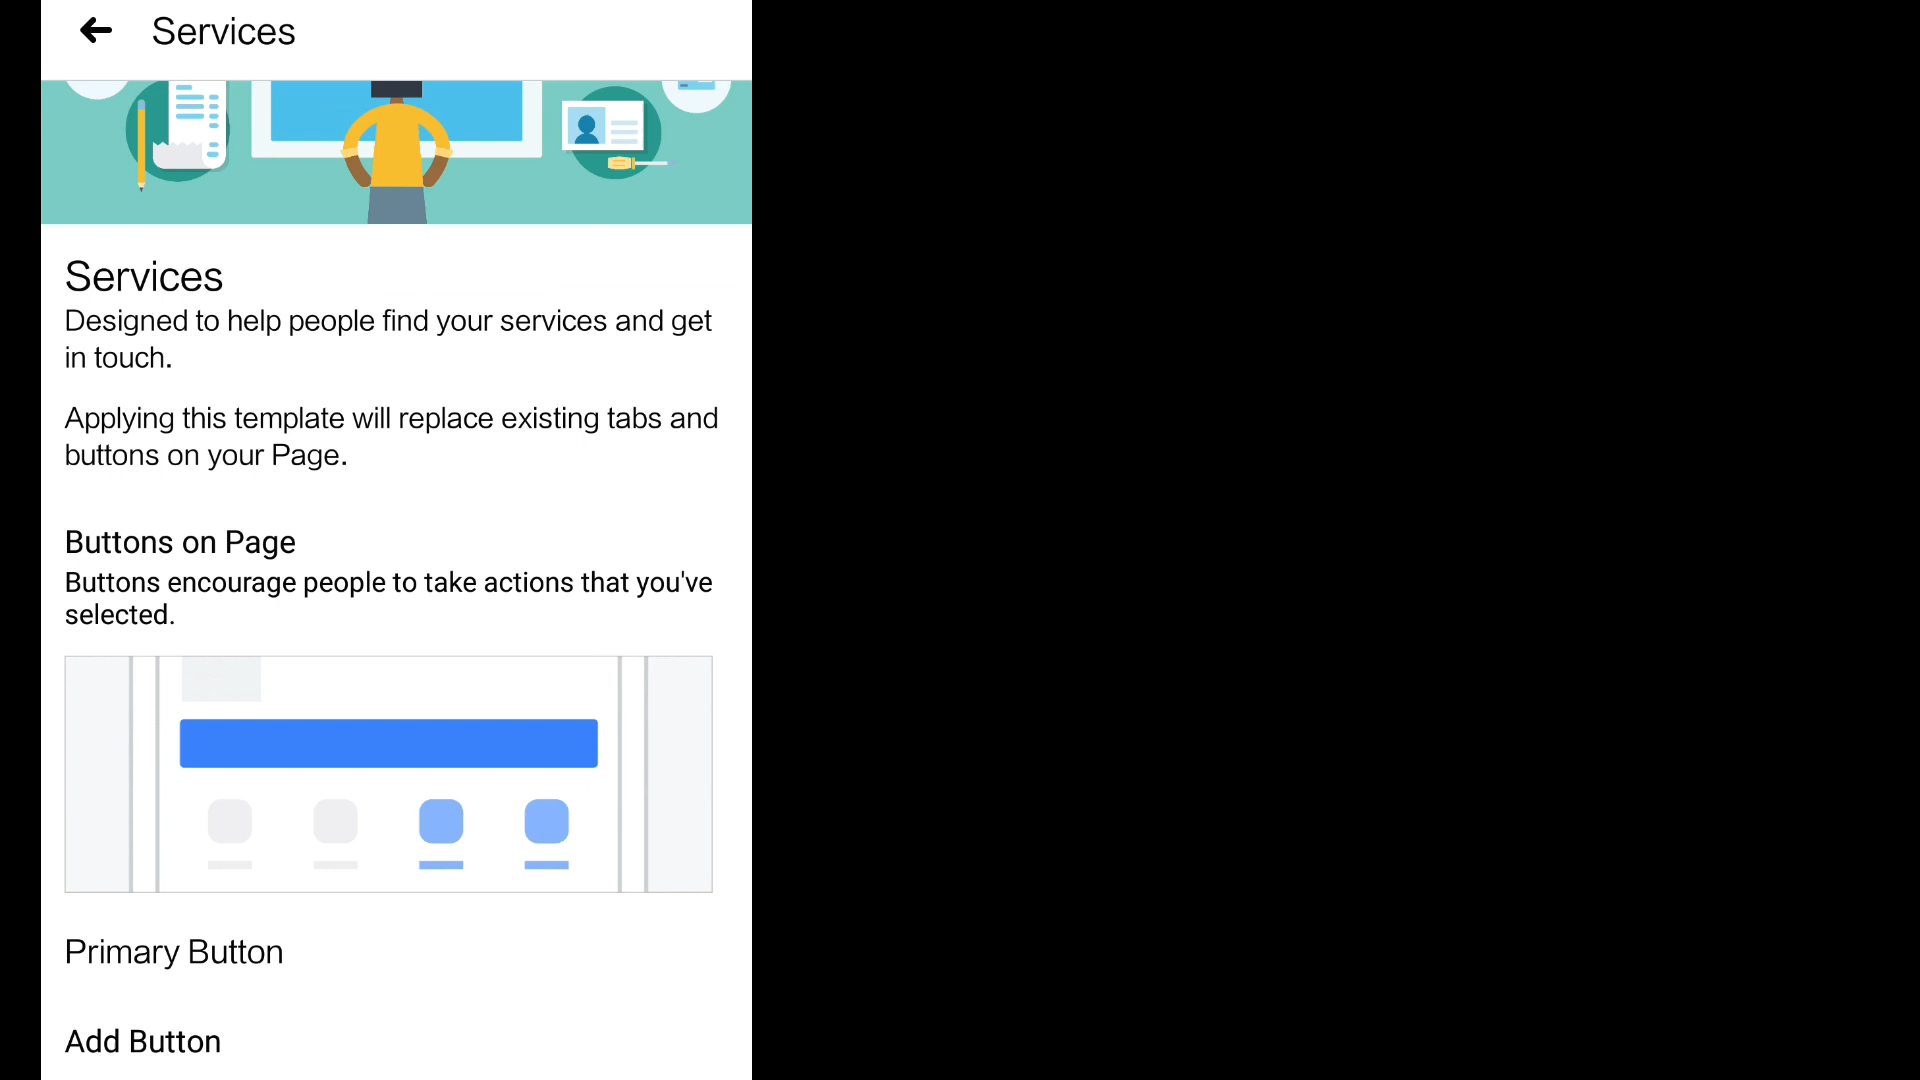 Services
Services
Designed to help people find your services and get
in touch.
Applying this template will replace existing tabs and
buttons on your Page.
Buttons on Page
Buttons encourage people to take actions that you've
selected.
Primary Button
Add Button